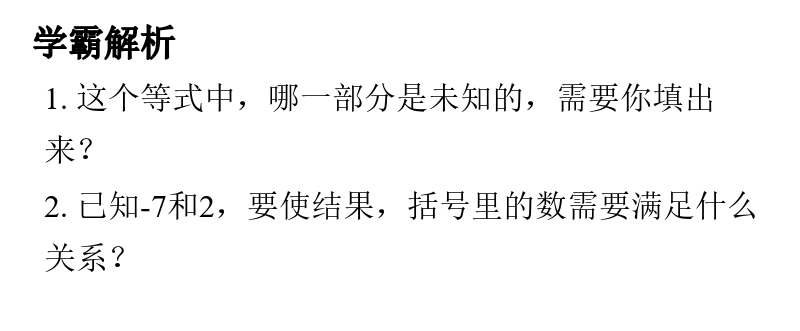 学霸解析
1. 这个等式中，哪一部分是未知的，需要你填出
来？
2. 已知-7和2，要使结果，括号里的数需要满足什么
关系？